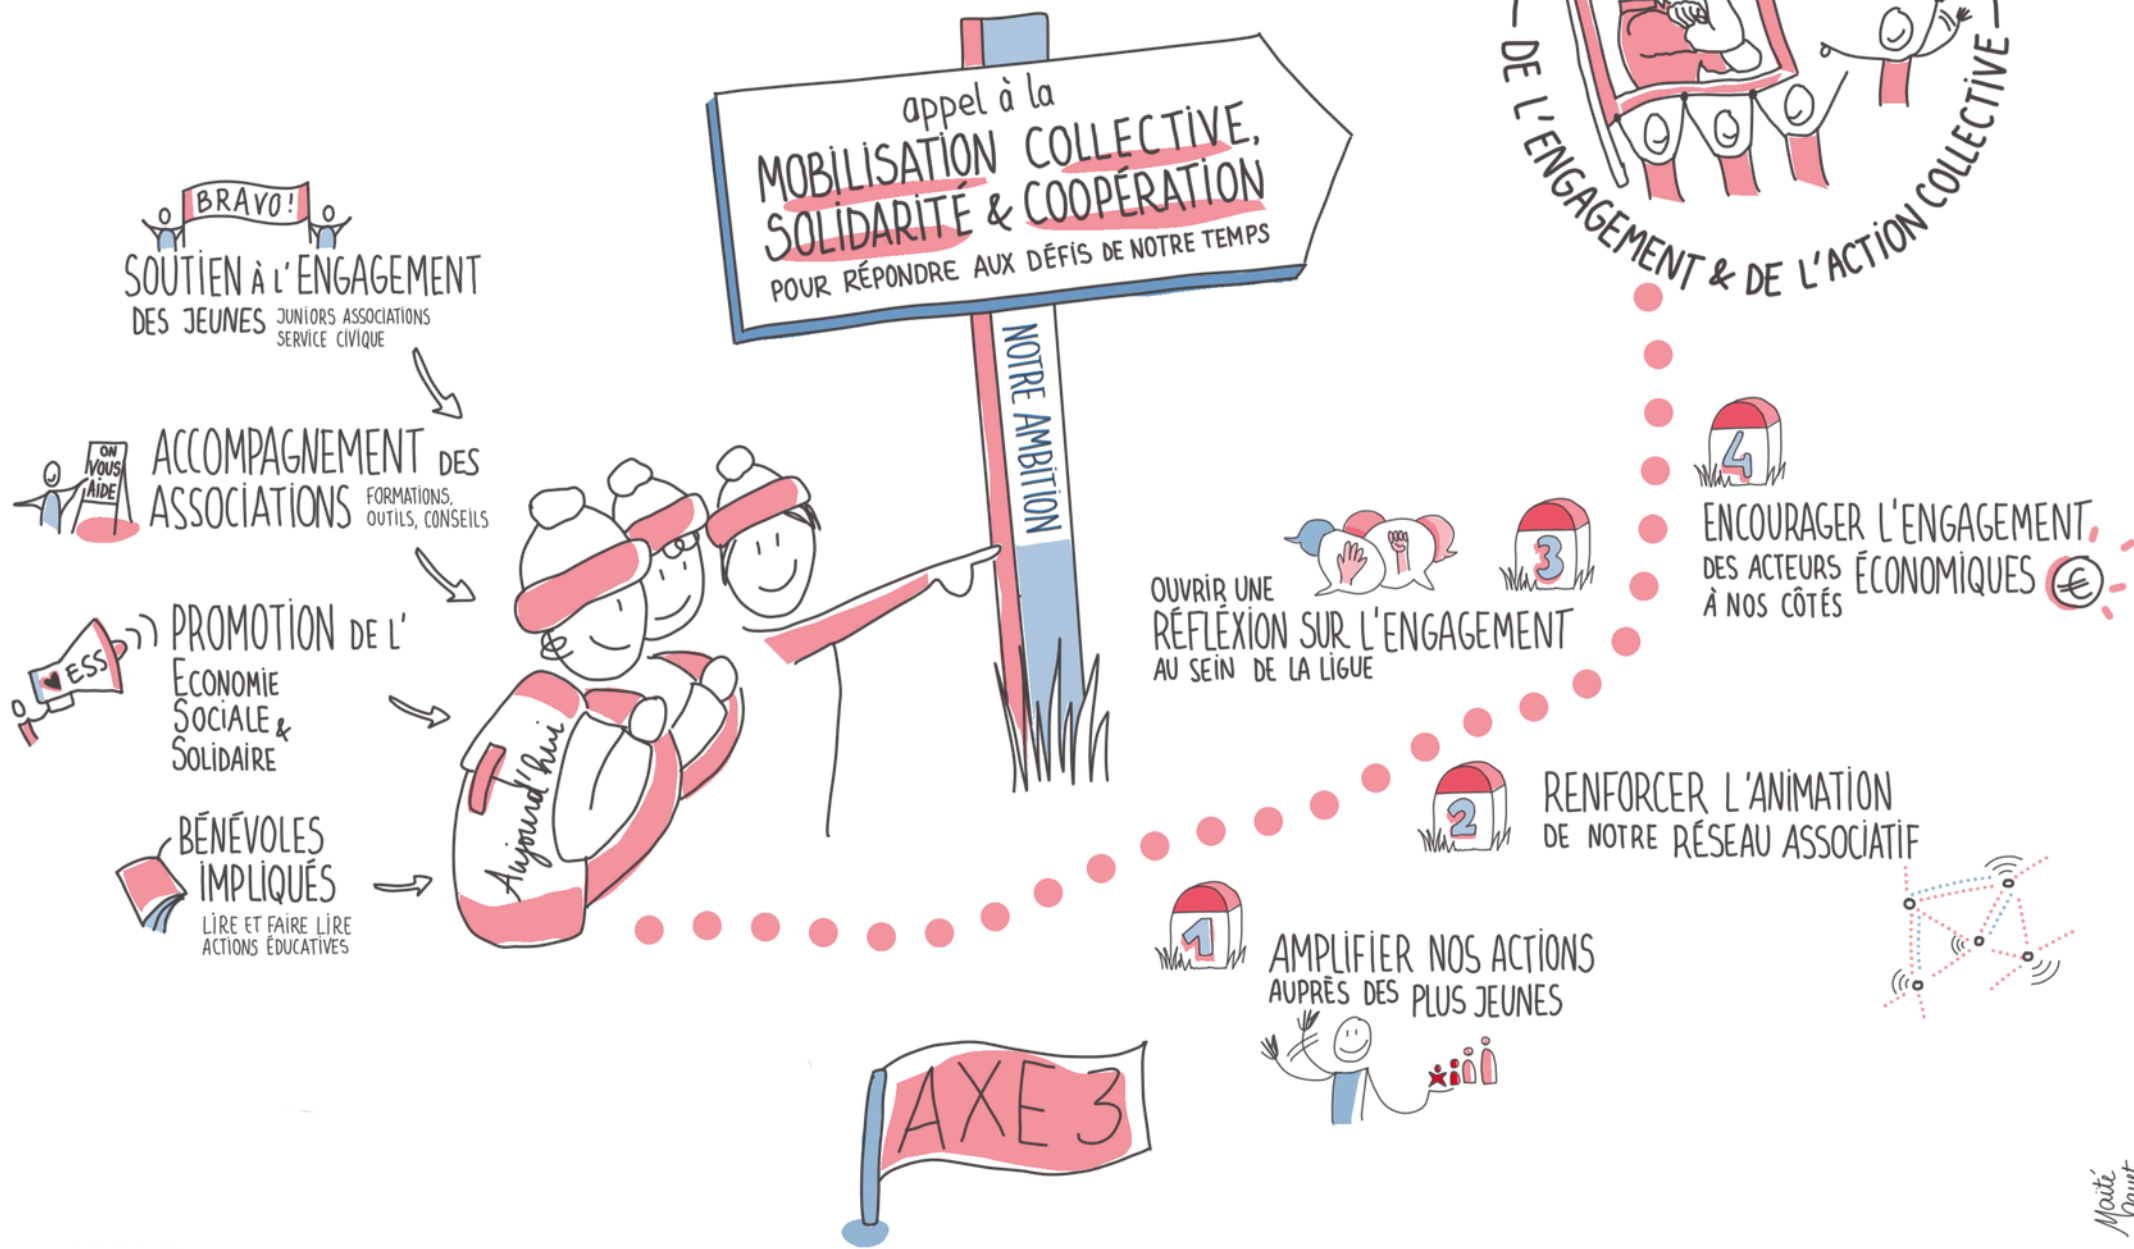 BRAVO!
SOUTIEN à L'ENGAGEMENT
DES JEUNES
JUNIORS ASSOCIATIONS
SERVICE CIVIQUE
ON
VOUS
AIDE
ACCOMPAGNEMENT DES
ASSOCIATIONS
FORMATIONS,
OUTILS, CONSEILS
ESS
PROMOTION DE L'
ECONOMIE
SOCIALE &
SOLIDAIRE
BÉNÉVOLES
IMPLIQUÉS
LIRE ET FAIRE LIRE
ACTIONS ÉDUCATIVES
Aujourd'hui
appel à la
MOBILISATION COLLECTIVE,
SOLIDARITÉ & COOPÉRATION
POUR RÉPONDRE AUX DÉFIS DE NOTRE TEMPS
NOTRE AMBITION
1
AMPLIFIER NOS ACTIONS
AUPRÈS DES PLUS JEUNES
2
RENFORCER L'ANIMATION
DE NOTRE RÉSEAU ASSOCIATIF
3
OUVRIR UNE
RÉFLÉXION SUR L'ENGAGEMENT
AU SEIN DE LA LIGUE
4
ENCOURAGER L'ENGAGEMENT
DES ACTEURS ÉCONOMIQUES
À NOS CÔTÉS
€
— DE L'ENGAGEMENT & DE L'ACTION COLLECTIVE —
AXE 3
Maité